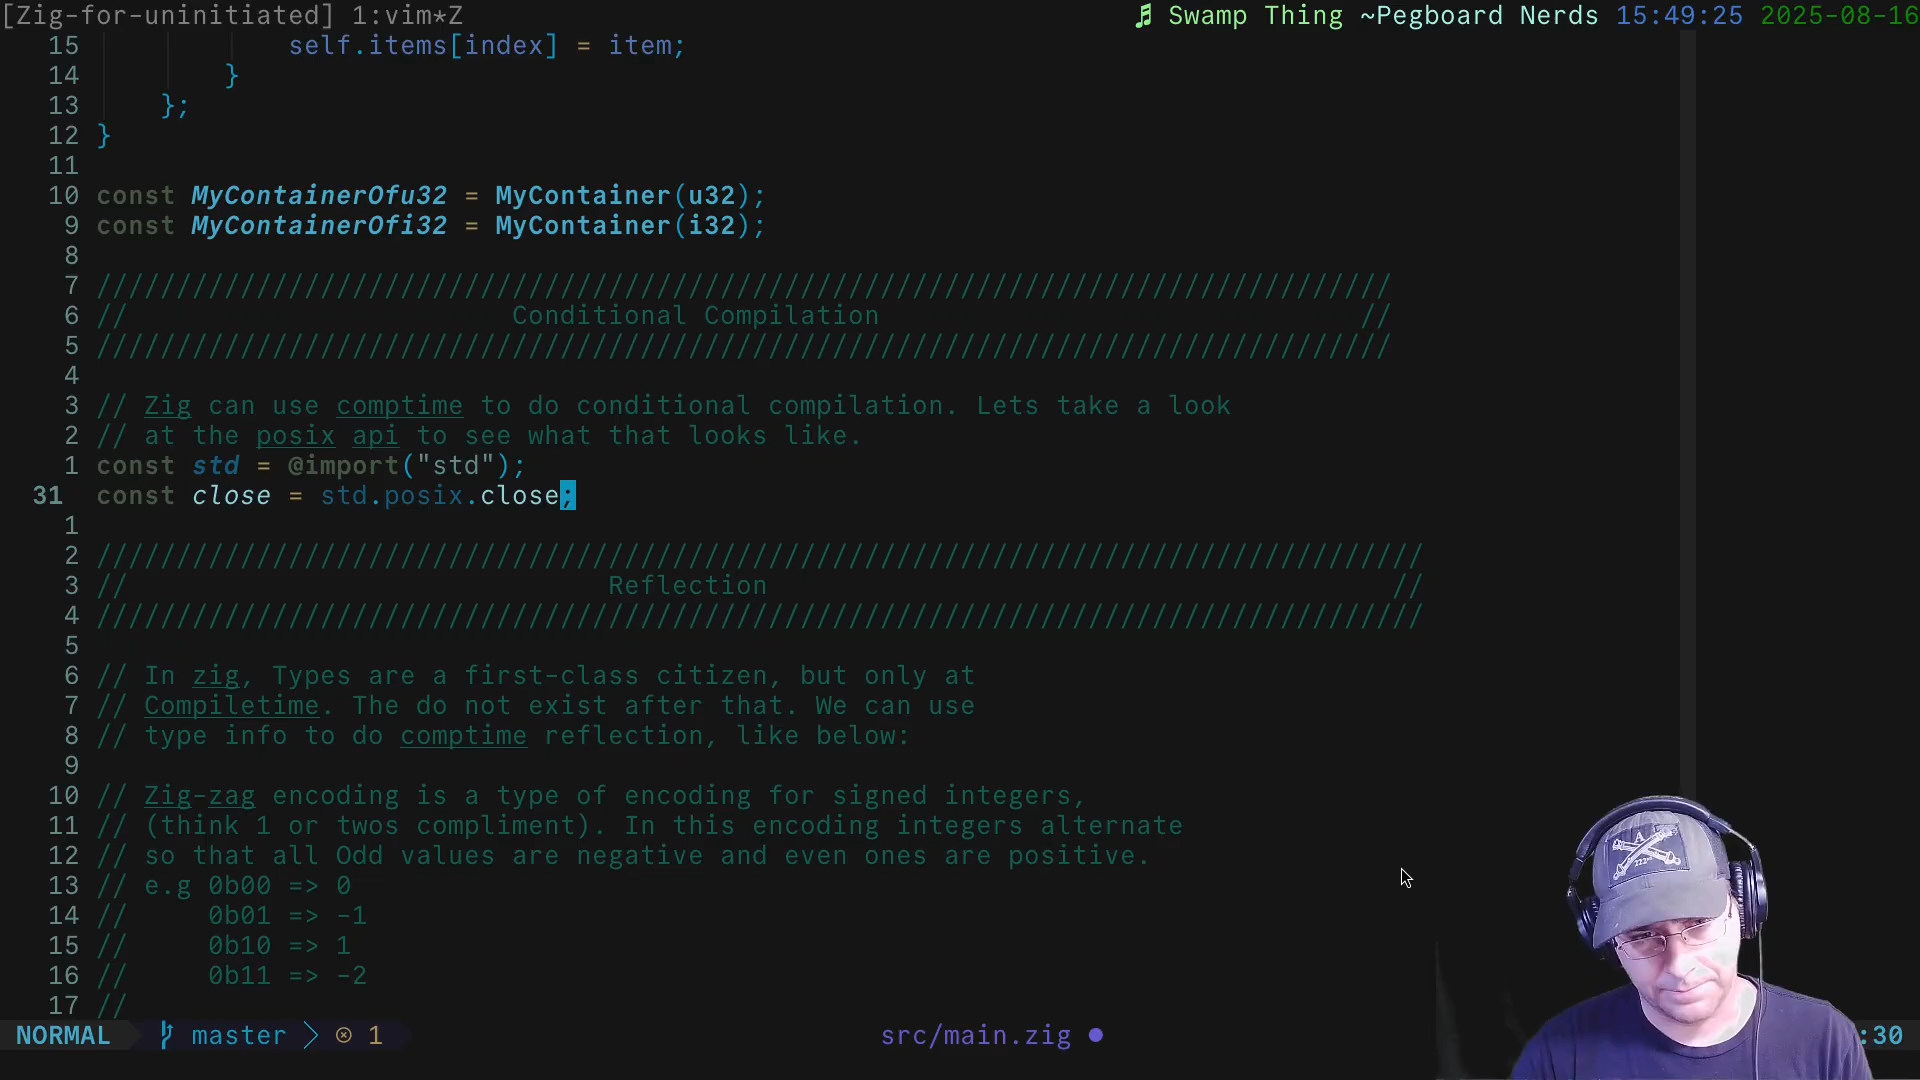 [Zig-for-uninitiated] 1:vim*Z ♬ Swamp Thing ~Pegboard Nerds 15:49:25 2025-08-16
15 self.items[index] = item;
14 }
13 };
12 }
11
10 const MyContainerOfu32 = MyContainer(u32);
9 const MyContainerOfi32 = MyContainer(i32);
8
7 /////////////////////////////////////////////////////////////////////////////////
6 // Conditional Compilation //
5 /////////////////////////////////////////////////////////////////////////////////
4
3 // Zig can use comptime to do conditional compilation. Lets take a look
2 // at the posix api to see what that looks like.
1 const std = @import("std");
31 const close = std.posix.close;
1
2 ///////////////////////////////////////////////////////////////////////////////////
3 // Reflection //
4 ///////////////////////////////////////////////////////////////////////////////////
5
6 // In zig, Types are a first-class citizen, but only at
7 // Compiletime. The do not exist after that. We can use
8 // type info to do comptime reflection, like below:
9
10 // Zig-zag encoding is a type of encoding for signed integers,
11 // (think 1 or twos compliment). In this encoding integers alternate
12 // so that all Odd values are negative and even ones are positive.
13 // e.g 0b00 => 0
14 // 0b01 => -1
15 // 0b10 => 1
16 // 0b11 => -2
17 //
NORMAL master 1 src/main.zig ● :30